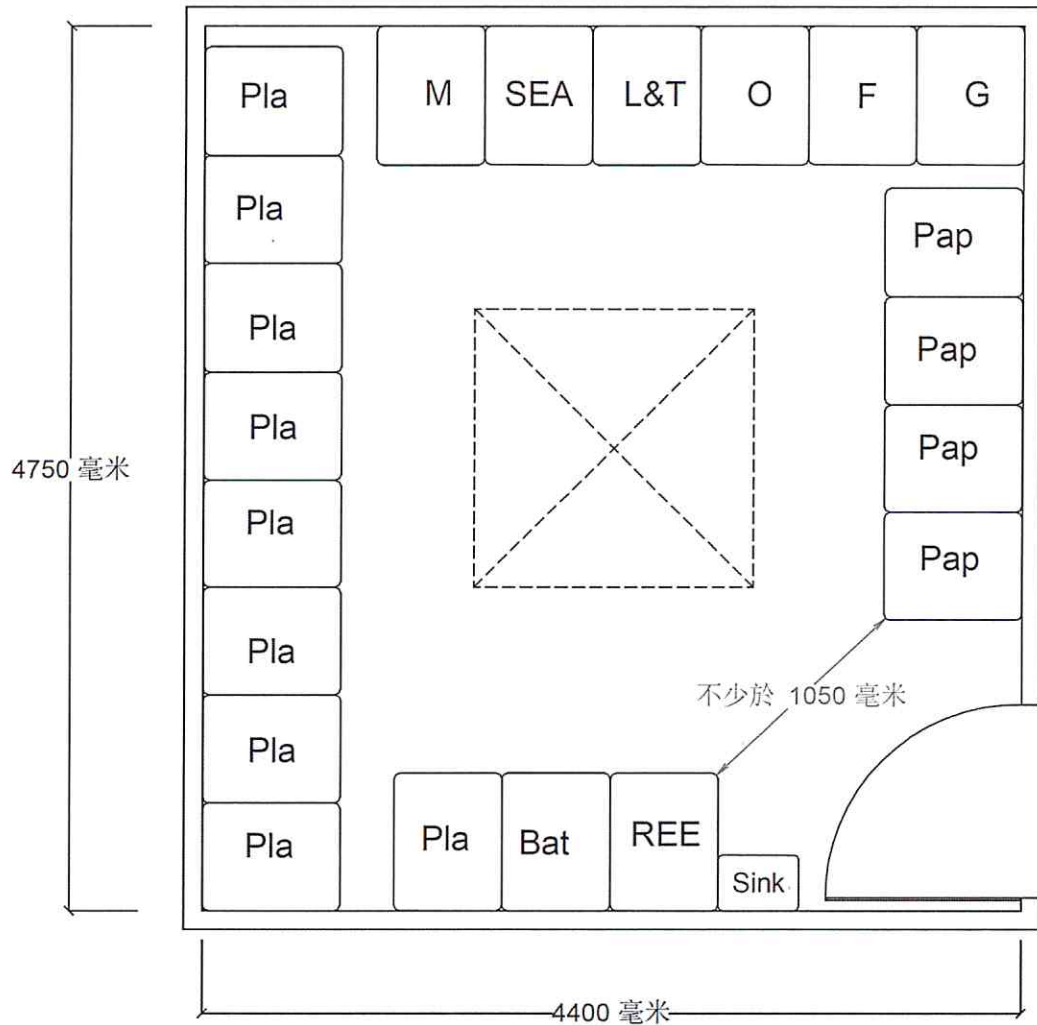 Pla
M
SEA
L&T
O
F
G
Pla
Pap
Pla
Pap
Pla
Pap
4750 毫米
Pla
Pap
Pla
不少於 1050 毫米
Pla
Pla
Pla
Bat
REE
Sink
4400 毫米